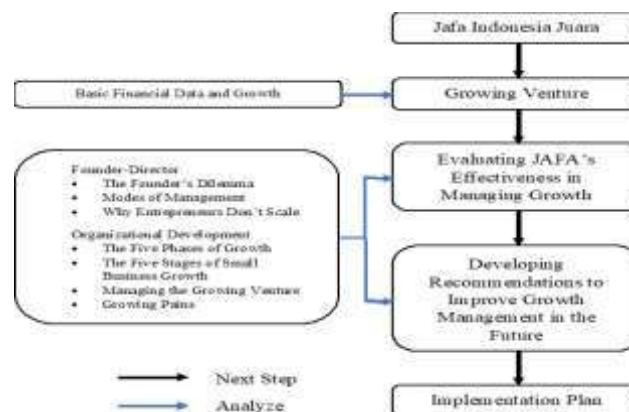 Jafa Indonesia Juara
Basic Financial Data and Growth
Growing Venture
Founder-Director
• The Founder's Dilemma
• Modes of Management
• Why Entrepreneurs Don't Scale
Organizational Development
• The Five Phases of Growth
• The Five Stages of Small
Business Growth
• Managing the Growing Venture
• Growing Pains
Evaluating JAFA's
Effectiveness in
Managing Growth
Developing
Recommendations to
Improve Growth
Management in the
Future
Next Step
Analyze
Implementation Plan